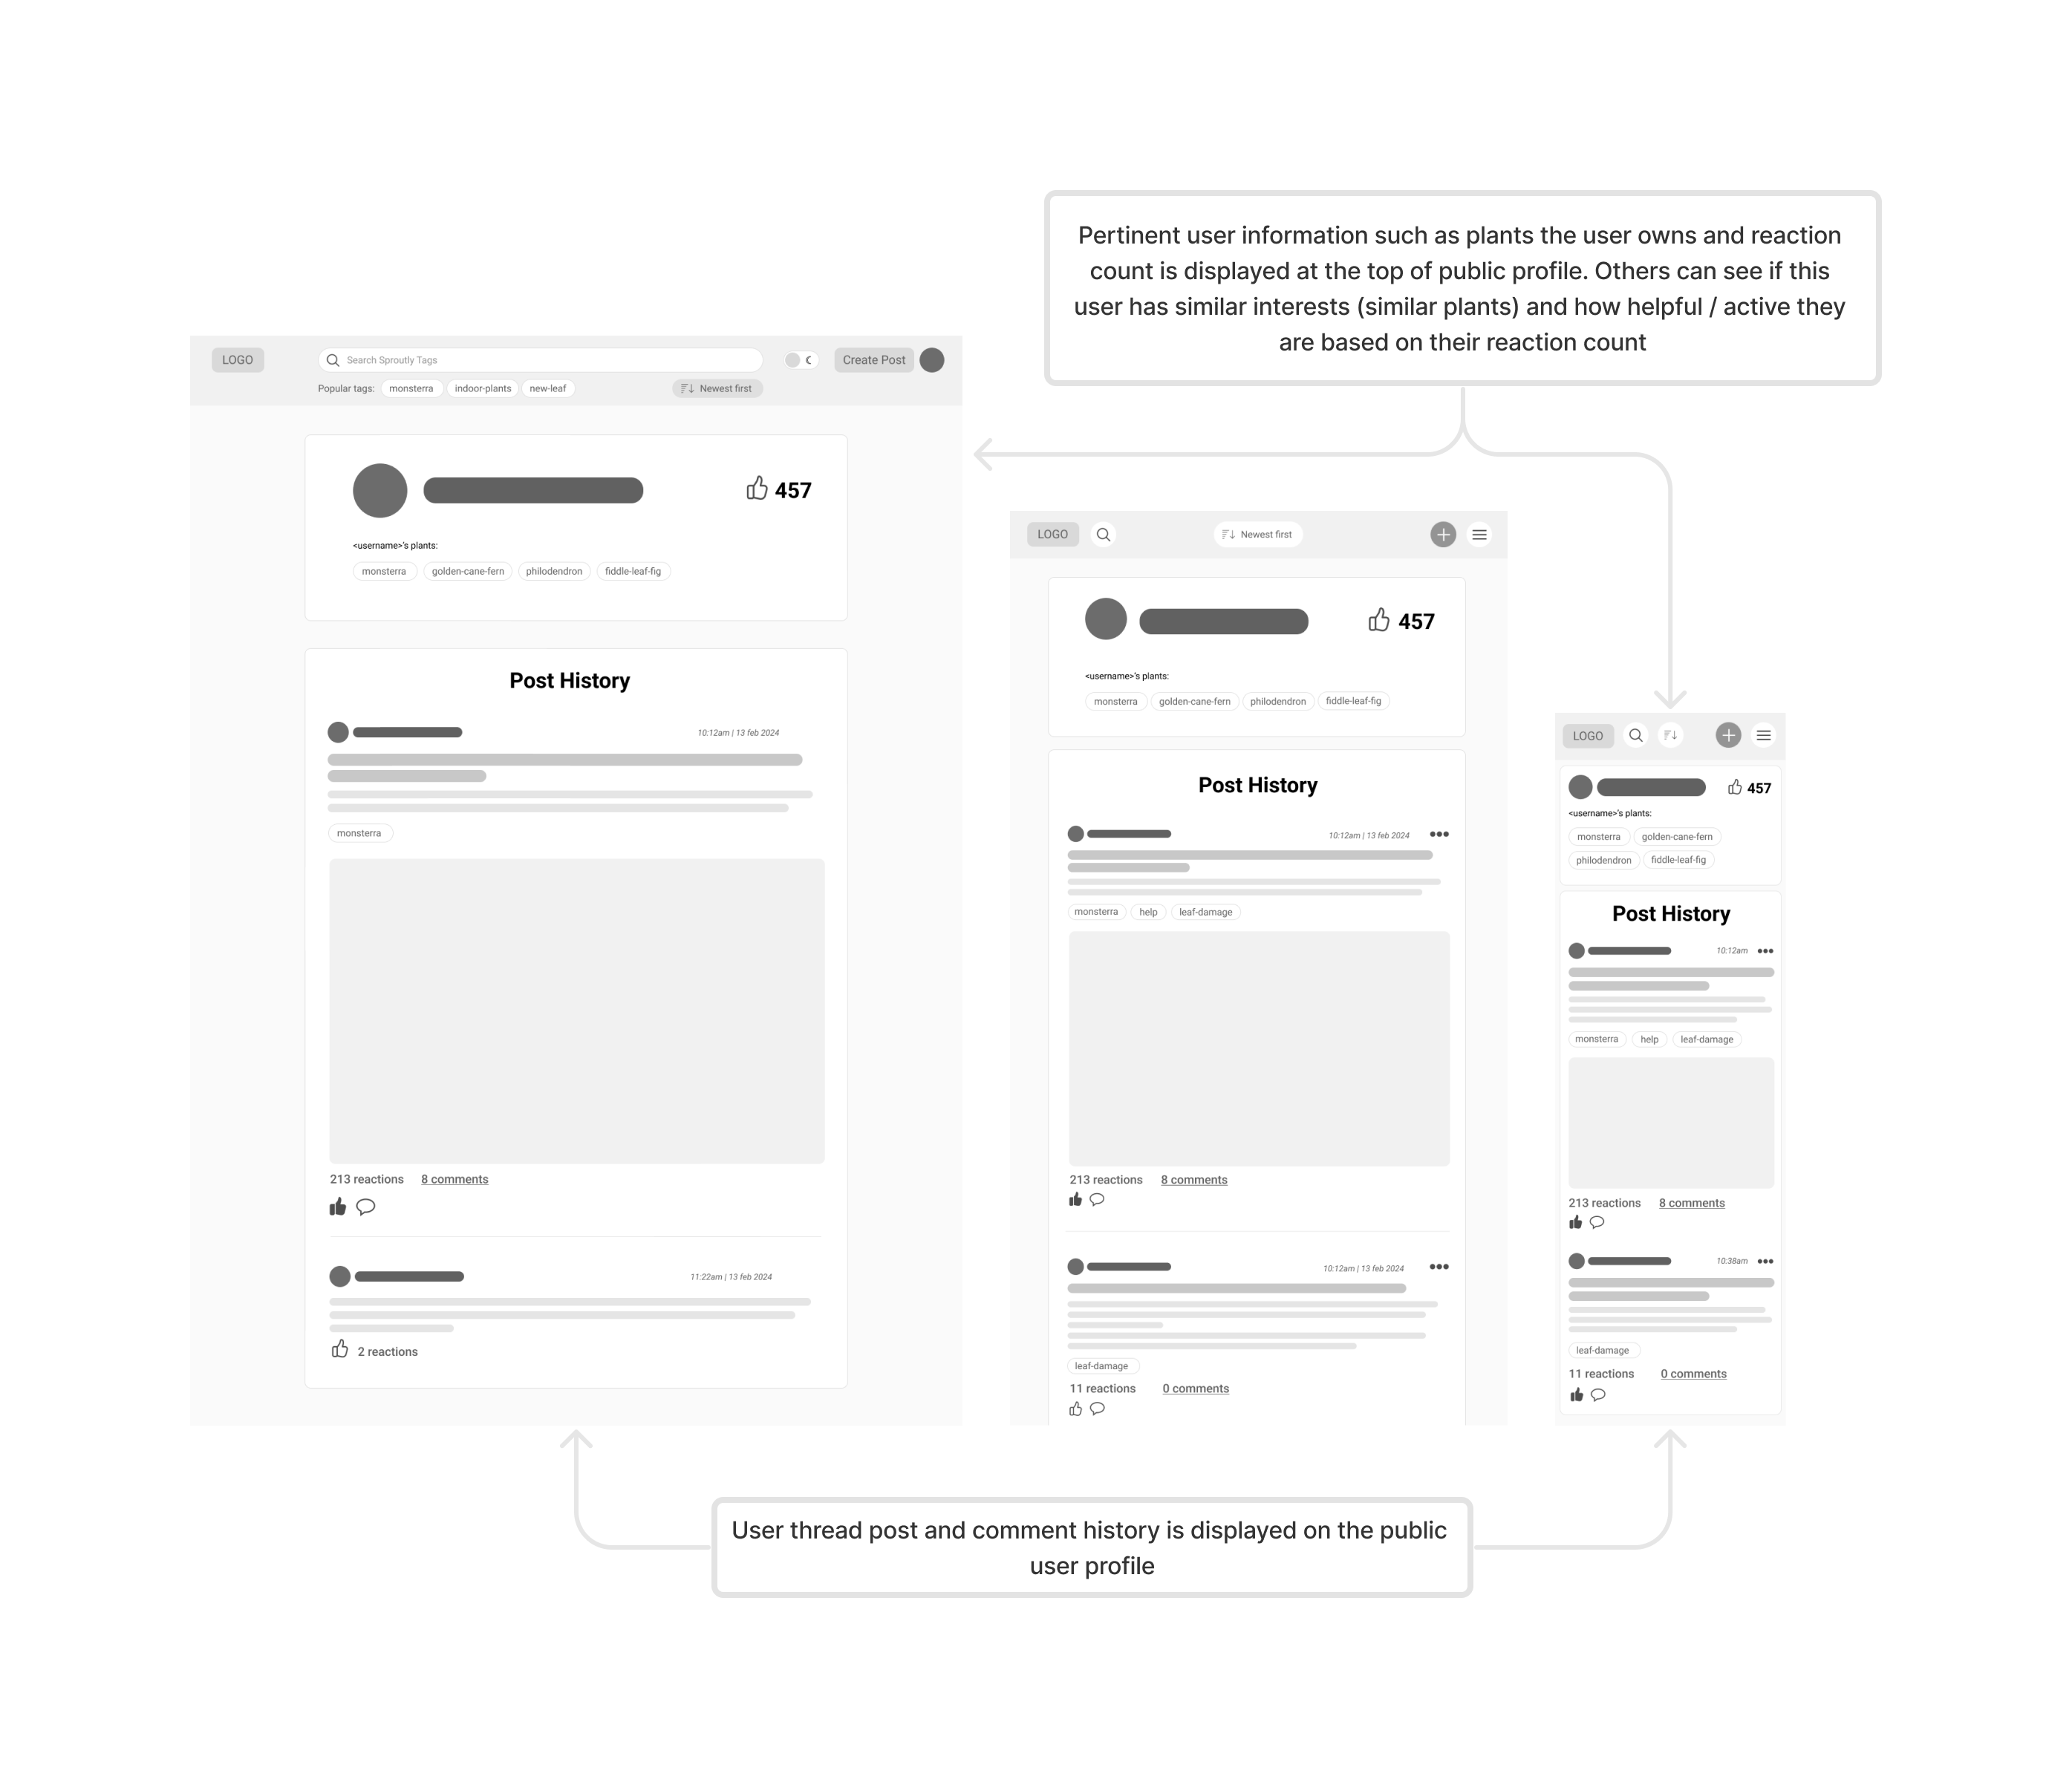 Pertinent user information such as plants the user owns and reaction
count is displayed at the top of public profile. Others can see if this
user has similar interests (similar plants) and how helpful / active they
are based on their reaction count
LOGO
Search Sproutly Tags
Create Post
Popular tags:
monsterra
indoor-plants
new-leaf
Newest first
457
<username>'s plants:
monsterra
golden-cane-fern
philodendron
fiddle-leaf-fig
Post History
10:12am | 13 feb 2024
monsterra
213 reactions
8 comments
11:22am | 13 feb 2024
2 reactions
LOGO
Newest first
457
<username>'s plants:
monsterra
golden-cane-fern
philodendron
fiddle-leaf-fig
Post History
10:12am | 13 feb 2024
monsterra
help
leaf-damage
213 reactions
8 comments
10:12am | 13 feb 2024
leaf-damage
11 reactions
0 comments
LOGO
457
<username>'s plants:
monsterra
golden-cane-fern
philodendron
fiddle-leaf-fig
Post History
10:12am
monsterra
help
leaf-damage
213 reactions
8 comments
10:38am
leaf-damage
11 reactions
0 comments
User thread post and comment history is displayed on the public
user profile